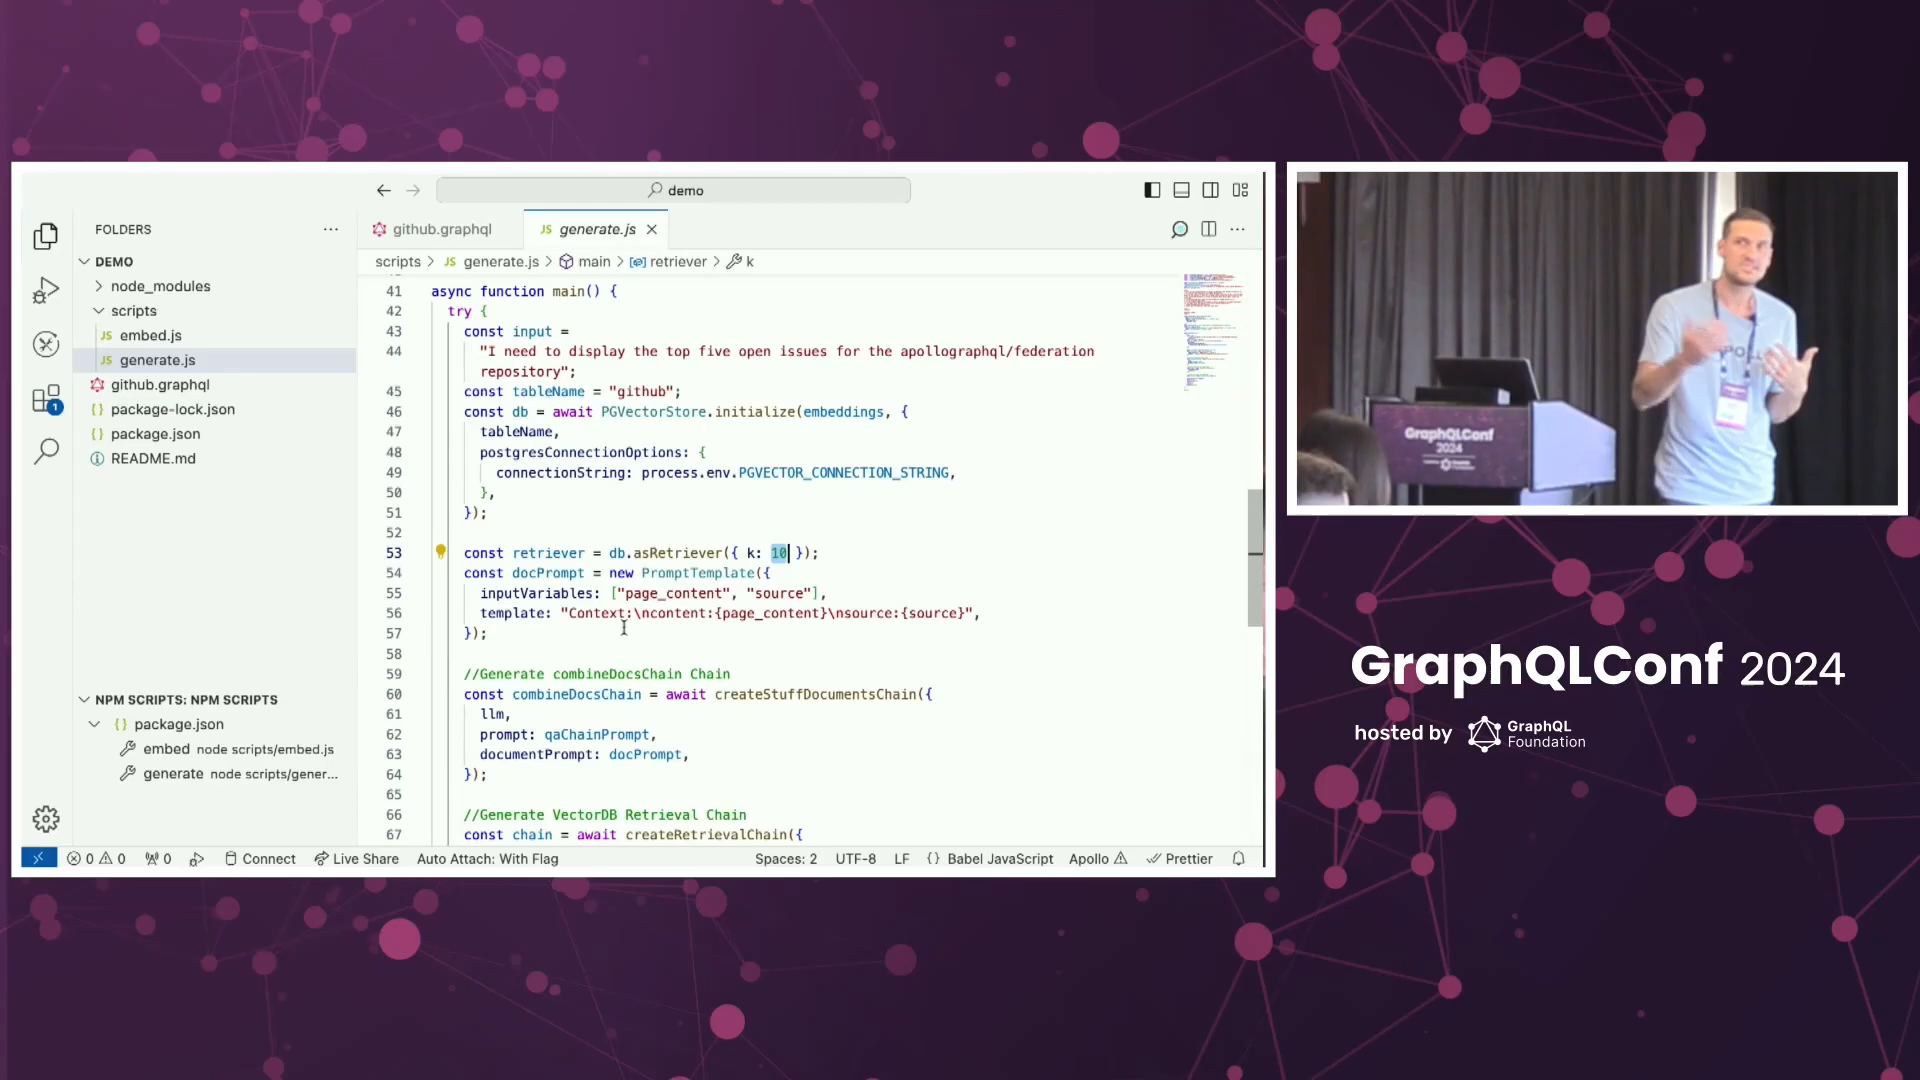 demo
FOLDERS
DEMO
node_modules
scripts
JS embed.js
JS generate.js
github.graphql
{} package-lock.json
{} package.json
README.md
1
NPM SCRIPTS: NPM SCRIPTS
{} package.json
embed node scripts/embed.js
generate node scripts/gener...
github.graphql
JS generate.js
scripts > JS generate.js > main > retriever > k
41 async function main() {
42 try {
43 const input =
44 "I need to display the top five open issues for the apollographql/federation
repository";
45 const tableName = "github";
46 const db = await PGVectorStore.initialize(embeddings, {
47 tableName,
48 postgresConnectionOptions: {
49 connectionString: process.env.PGVECTOR_CONNECTION_STRING,
50 },
51 });
52
53 const retriever = db.asRetriever({ k: 10 });
54 const docPrompt = new PromptTemplate({
55 inputVariables: ["page_content", "source"],
56 template: "Context:\ncontent:{page_content}\nsource:{source}",
57 });
58
59 //Generate combineDocsChain Chain
60 const combineDocsChain = await createStuffDocumentsChain({
61 llm,
62 prompt: qaChainPrompt,
63 documentPrompt: docPrompt,
64 });
65
66 //Generate VectorDB Retrieval Chain
67 const chain = await createRetrievalChain({
0 0 0 Connect Live Share Auto Attach: With Flag Spaces: 2 UTF-8 LF {} Babel JavaScript Apollo Prettier
GraphQLConf
2024
GraphQLConf 2024
hosted by GraphQL
Foundation